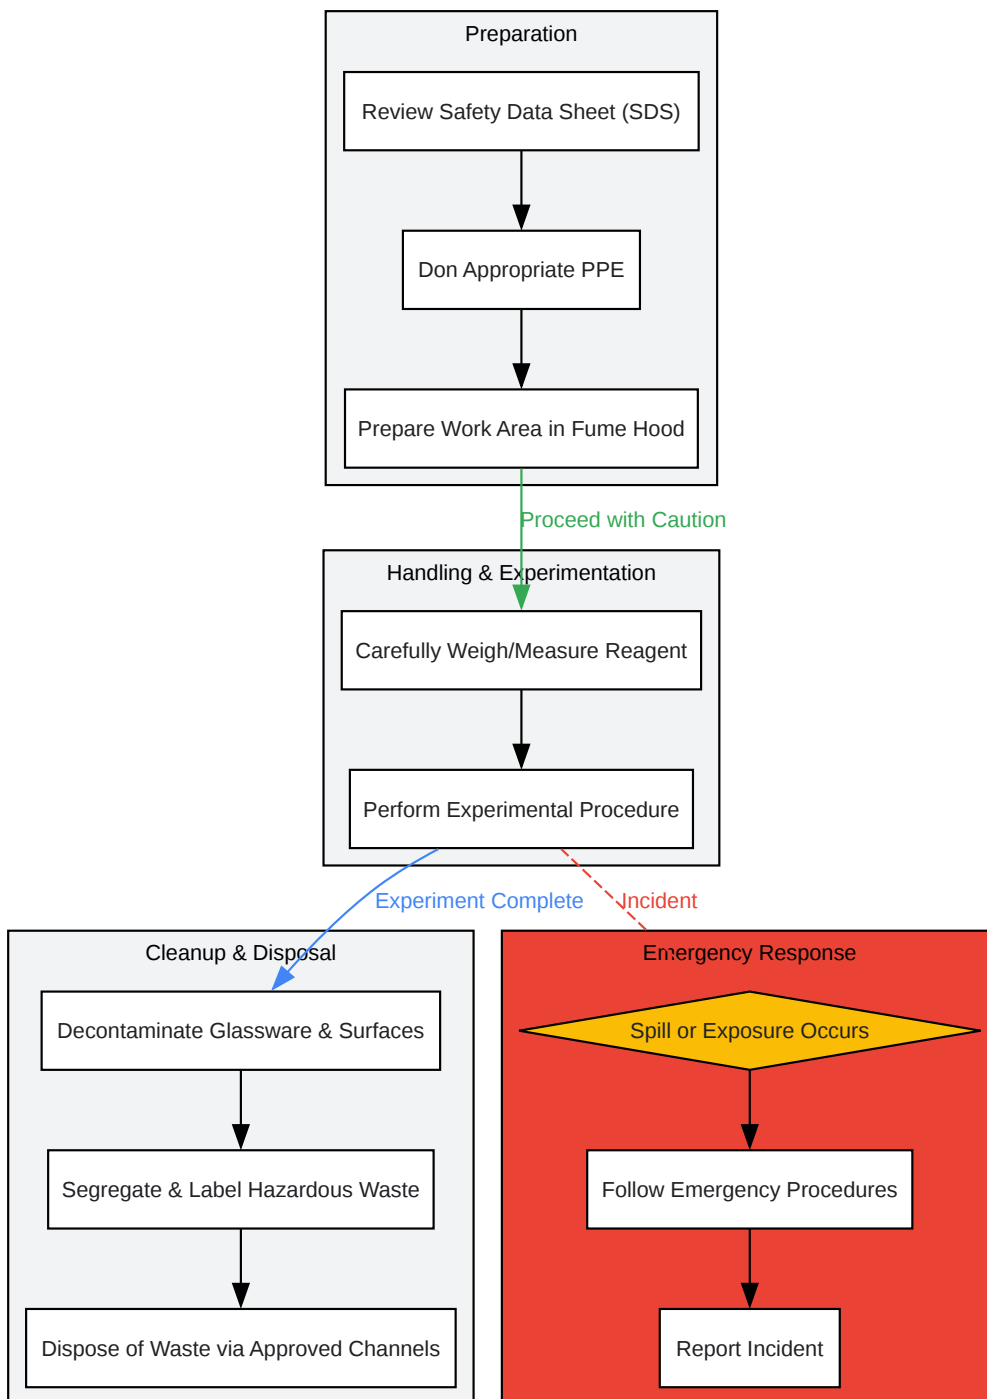 Preparation
Review Safety Data Sheet (SDS)
Don Appropriate PPE
Prepare Work Area in Fume Hood
Proceed with Caution
Handling & Experimentation
Carefully Weigh/Measure Reagent
Perform Experimental Procedure
Experiment Complete
Incident
Cleanup & Disposal
Decontaminate Glassware & Surfaces
Segregate & Label Hazardous Waste
Dispose of Waste via Approved Channels
Emergency Response
Spill or Exposure Occurs
Follow Emergency Procedures
Report Incident